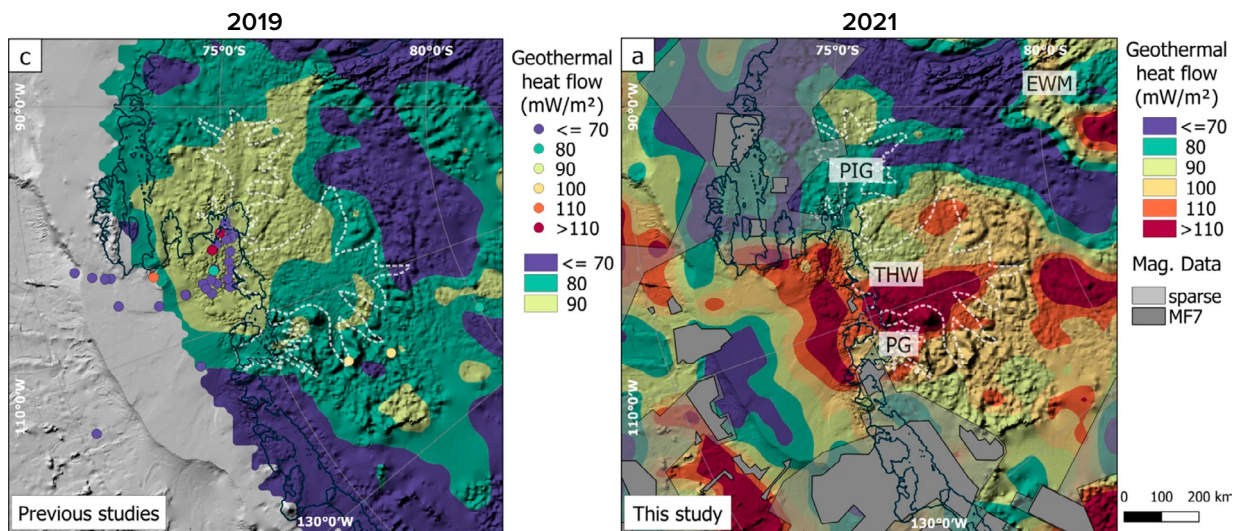 2019
c
75°0′S
80°0′S
90°0′W
110°0′W
130°0′W
Previous studies
Geothermal
heat flow
(mW/m²)
<= 70
80
90
100
110
>110
<= 70
80
90
2021
a
75°0′S
80°0′S
90°0′W
110°0′W
130°0′W
EWM
PIG
THW
PG
This study
Geothermal
heat flow
(mW/m²)
<=70
80
90
100
110
>110
Mag. Data
sparse
MF7
0 100 200 km